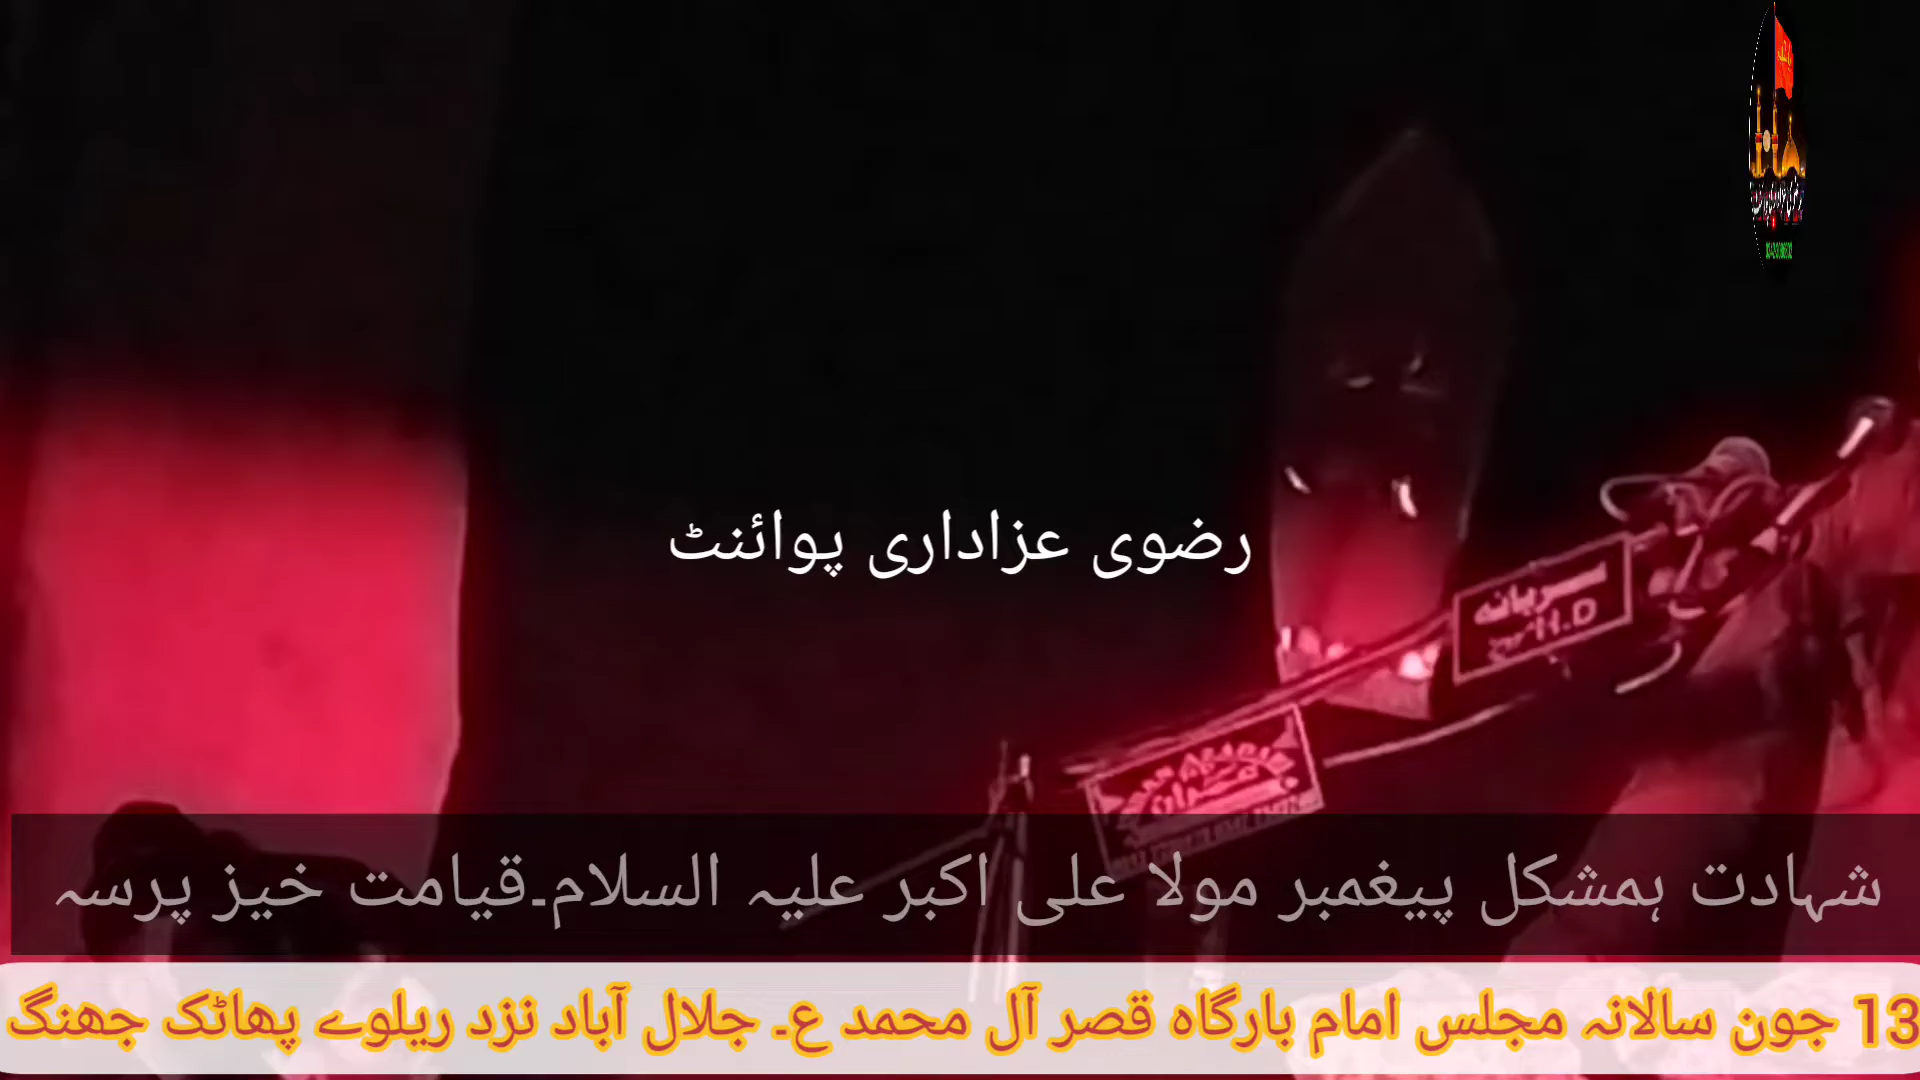 رضوی عزاداری پوائنٹ
سریانہ
H.D
شہادت ہمشکل پیغمبر مولا علی اکبر علیہ السلام۔قیامت خیز پرسہ
13 جون سالانہ مجلس امام بارگاہ قصر آل محمد ع۔ جلال آباد نزد ریلوے پھاٹک جھنگ